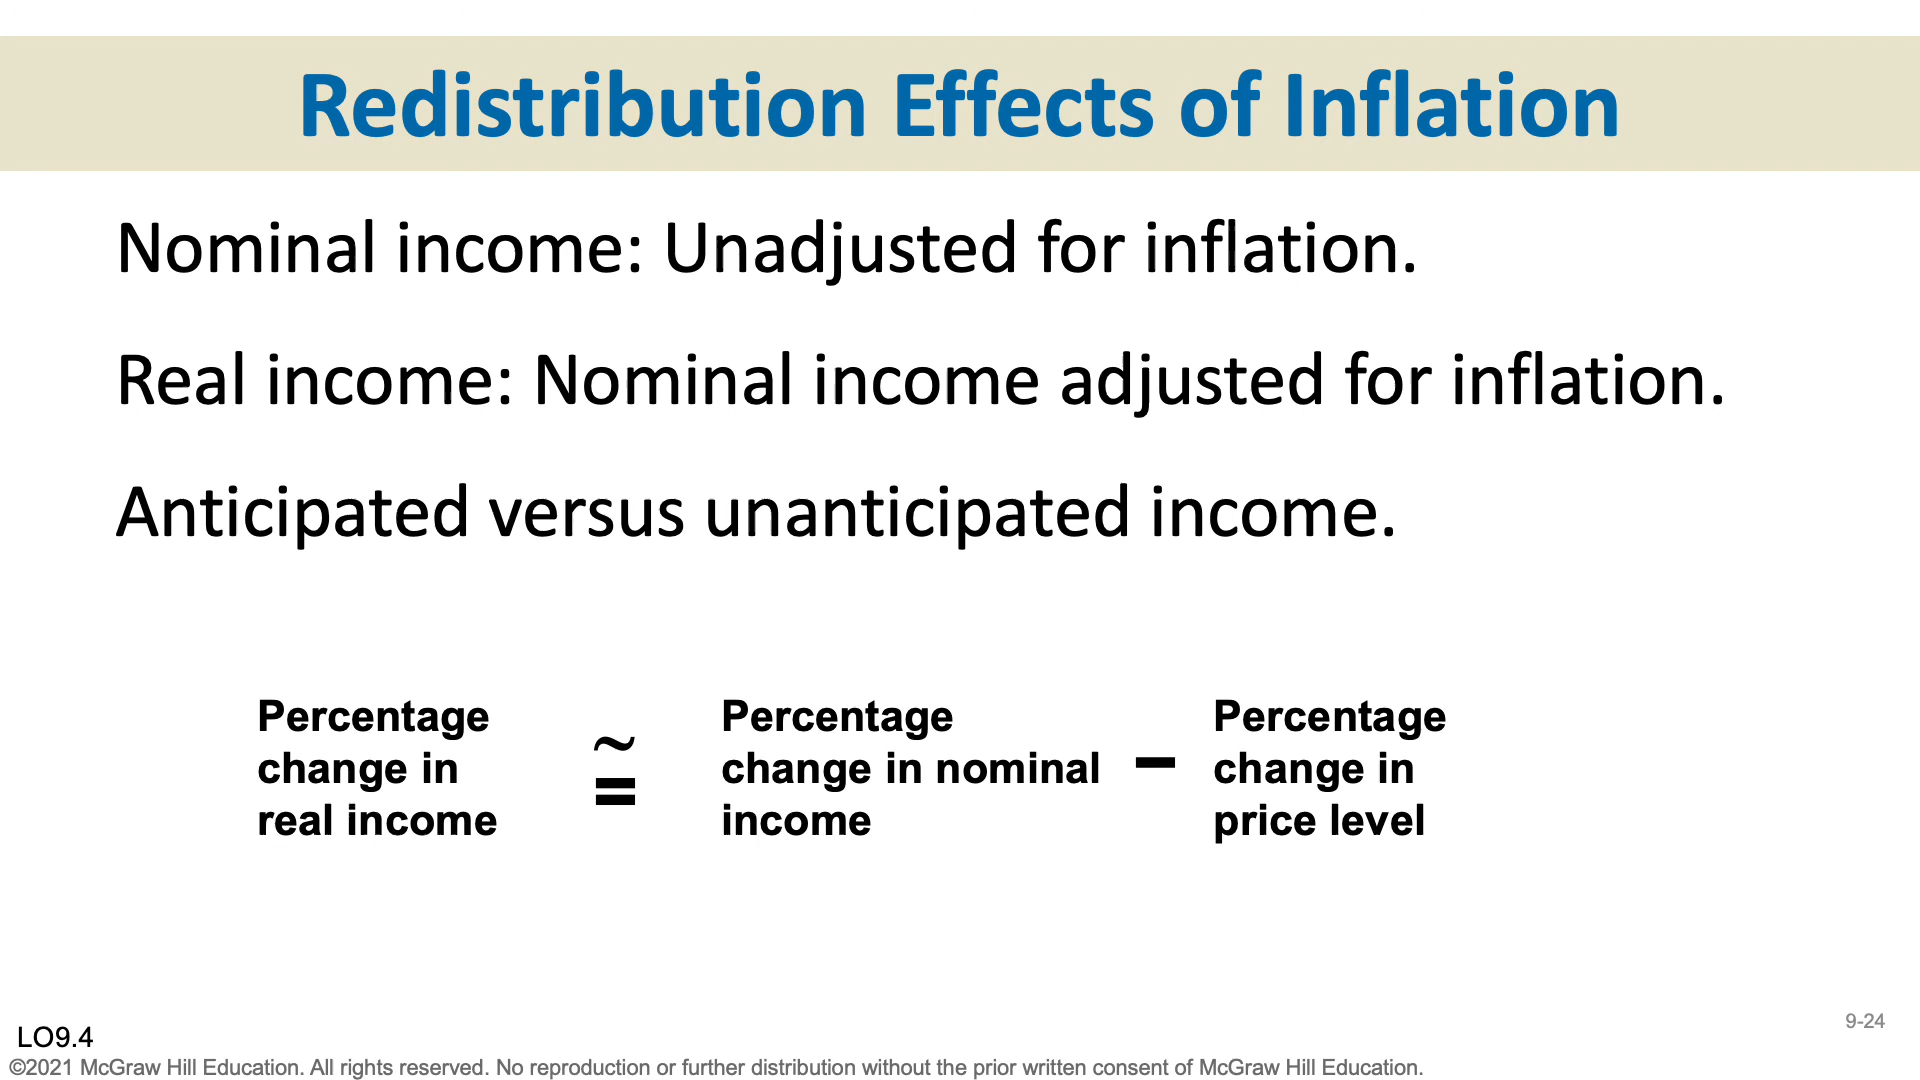 Redistribution Effects of Inflation
Nominal income: Unadjusted for inflation.
Real income: Nominal income adjusted for inflation.
Anticipated versus unanticipated income.
Percentage
change in
real income
≅
Percentage
change in nominal
income
–
Percentage
change in
price level
LO9.4
9-24
©2021 McGraw Hill Education. All rights reserved. No reproduction or further distribution without the prior written consent of McGraw Hill Education.